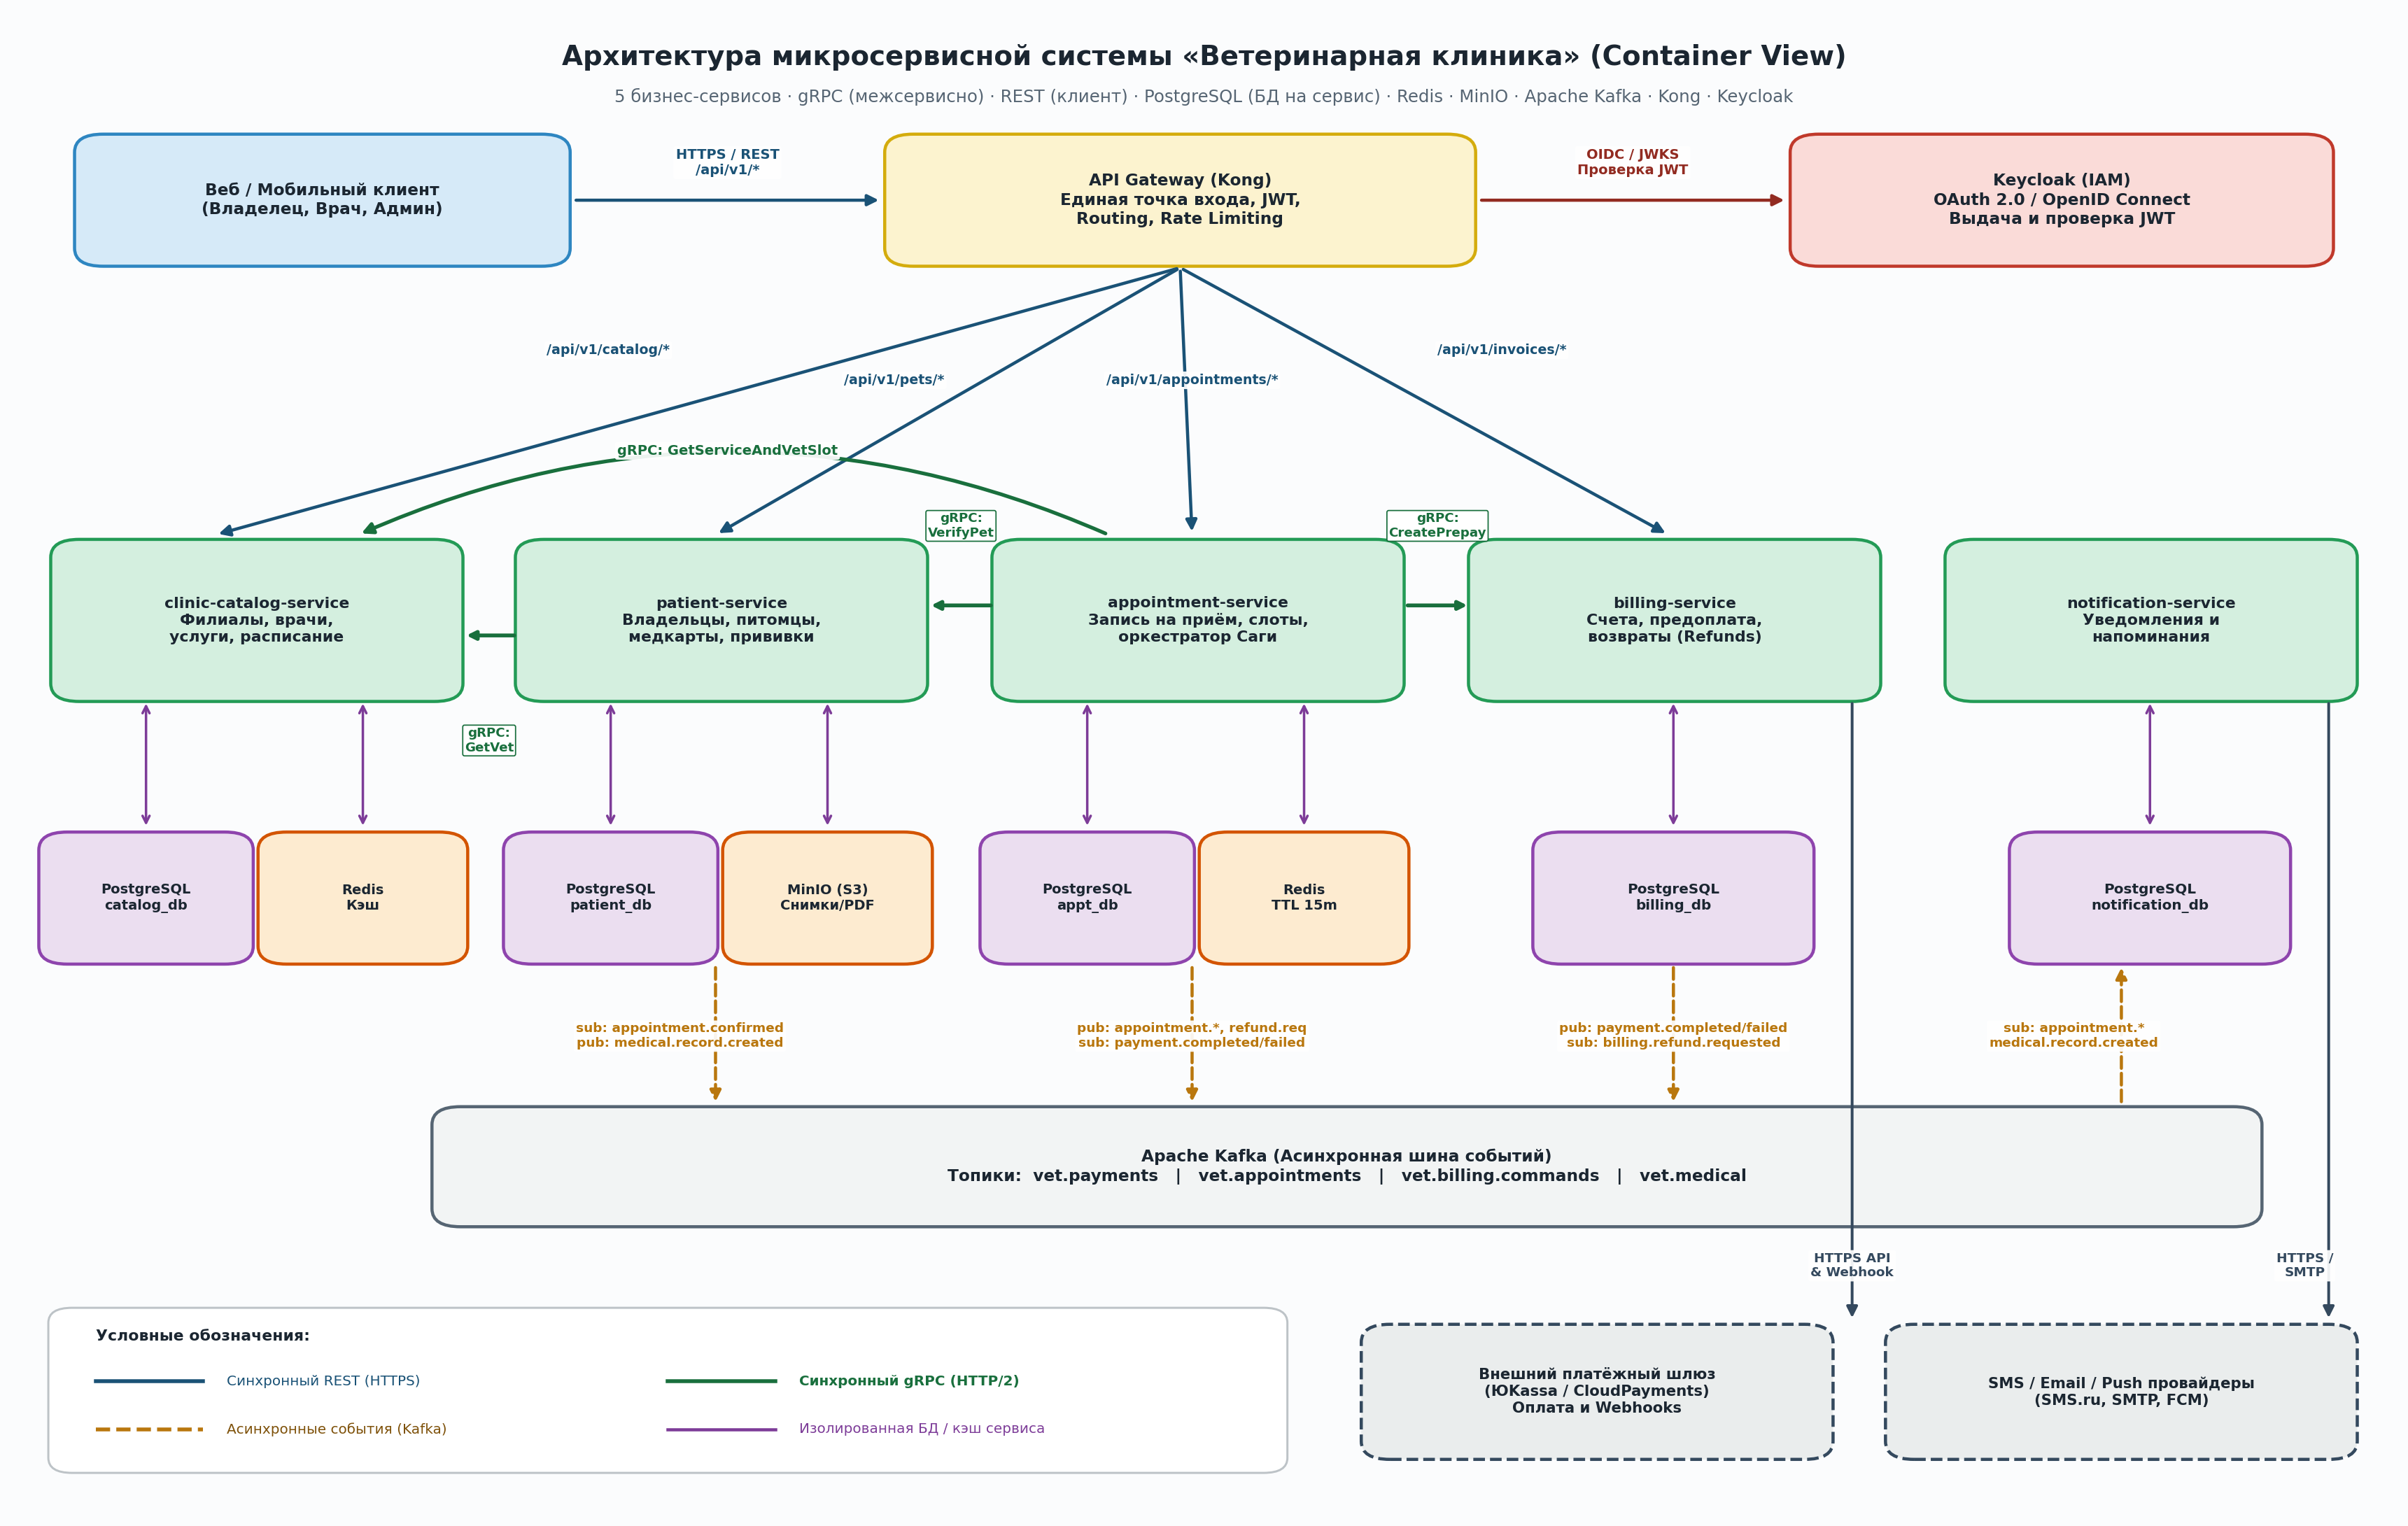 Архитектура микросервисной системы «Ветеринарная клиника» (Container View)
5 бизнес-сервисов · gRPC (межсервисно) · REST (клиент) · PostgreSQL (БД на сервис) · Redis · MinIO · Apache Kafka · Kong · Keycloak
Веб / Мобильный клиент
(Владелец, Врач, Админ)
HTTPS / REST
/api/v1/*
API Gateway (Kong)
Единая точка входа, JWT,
Routing, Rate Limiting
OIDC / JWKS
Проверка JWT
Keycloak (IAM)
OAuth 2.0 / OpenID Connect
Выдача и проверка JWT
/api/v1/catalog/*
/api/v1/pets/*
/api/v1/appointments/*
/api/v1/invoices/*
gRPC: GetServiceAndVetSlot
gRPC:
VerifyPet
gRPC:
CreatePrepay
clinic-catalog-service
Филиалы, врачи,
услуги, расписание
patient-service
Владельцы, питомцы,
медкарты, прививки
appointment-service
Запись на приём, слоты,
оркестратор Саги
billing-service
Счета, предоплата,
возвраты (Refunds)
notification-service
Уведомления и
напоминания
gRPC:
GetVet
PostgreSQL
catalog_db
Redis
Кэш
PostgreSQL
patient_db
MinIO (S3)
Снимки/PDF
PostgreSQL
appt_db
Redis
TTL 15m
PostgreSQL
billing_db
PostgreSQL
notification_db
sub: appointment.confirmed
pub: medical.record.created
pub: appointment.*, refund.req
sub: payment.completed/failed
pub: payment.completed/failed
sub: billing.refund.requested
sub: appointment.*
medical.record.created
Apache Kafka (Асинхронная шина событий)
Топики: vet.payments | vet.appointments | vet.billing.commands | vet.medical
HTTPS API
& Webhook
HTTPS /
SMTP
Условные обозначения:
Синхронный REST (HTTPS)
Синхронный gRPC (HTTP/2)
Асинхронные события (Kafka)
Изолированная БД / кэш сервиса
Внешний платёжный шлюз
(ЮKassa / CloudPayments)
Оплата и Webhooks
SMS / Email / Push провайдеры
(SMS.ru, SMTP, FCM)